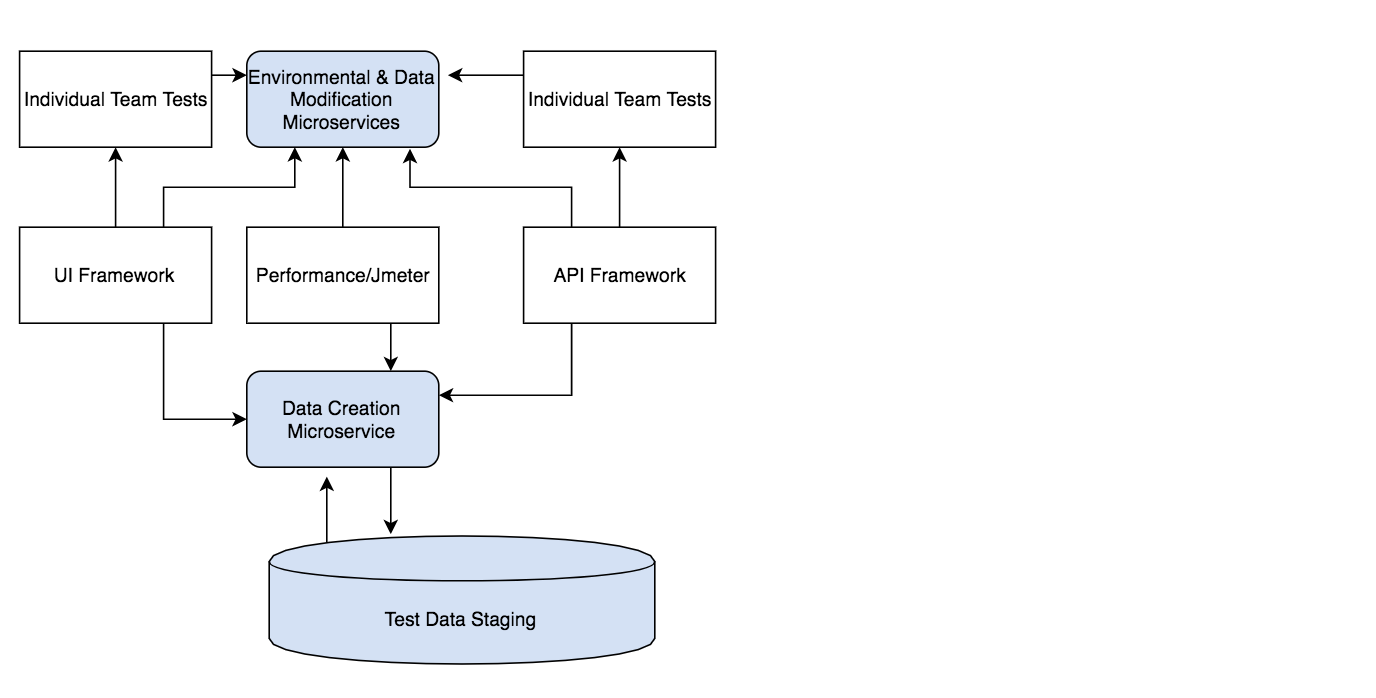 Individual Team Tests
Environmental & Data
Modification
Microservices
Individual Team Tests
UI Framework
Performance/Jmeter
API Framework
Data Creation
Microservice
Test Data Staging